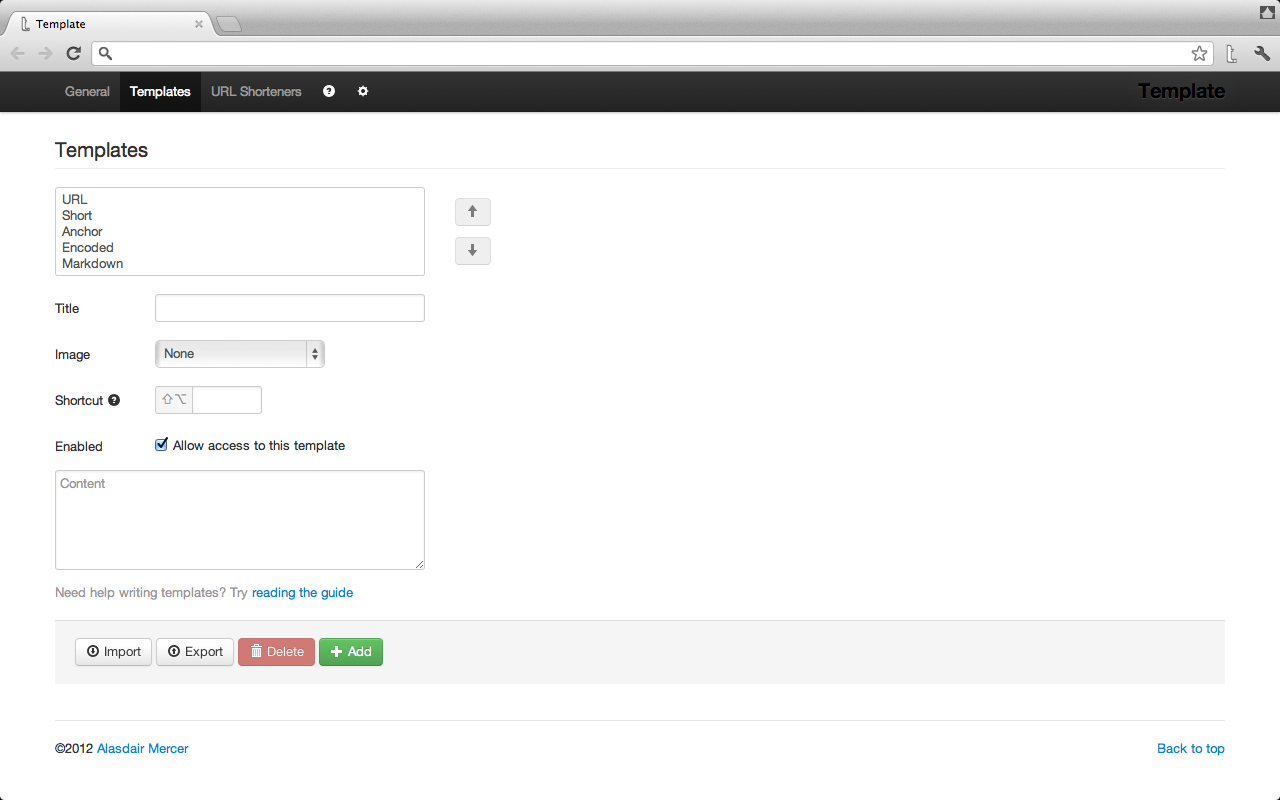 Template
General Templates URL Shorteners Template
Templates
URL
Short
Anchor
Encoded
Markdown
Title
Image None
Shortcut ⇧⌥
Enabled Allow access to this template
Content
Need help writing templates? Try reading the guide
Import Export Delete Add
©2012 Alasdair Mercer Back to top